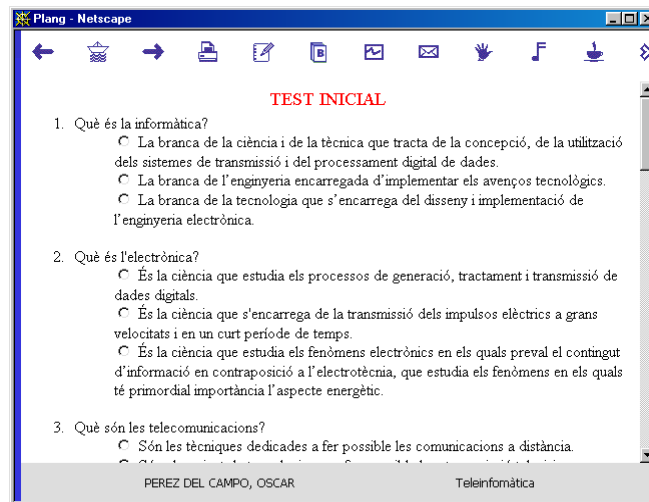 Plang - Netscape
TEST INICIAL
1. Què és la informàtica?
La branca de la ciència i de la tècnica que tracta de la concepció, de la utilització
dels sistemes de transmissió i del processament digital de dades.
La branca de l’enginyeria encarregada d’implementar els avenços tecnològics.
La branca de la tecnologia que s’encarrega del disseny i implementació de
l’enginyeria electrònica.
2. Què és l'electrònica?
És la ciència que estudia els processos de generació, tractament i transmissió de
dades digitals.
És la ciència que s'encarrega de la transmissió dels impulsos elèctrics a grans
velocitats i en un curt període de temps.
És la ciència que estudia els fenòmens electrònics en els quals preval el contingut
d’informació en contraposició a l’electrotècnia, que estudia els fenòmens en els quals
té primordial importància l’aspecte energètic.
3. Què són les telecomunicacions?
Són les tècniques dedicades a fer possible les comunicacions a distància.
PEREZ DEL CAMPO, OSCAR
Teleinfomàtica